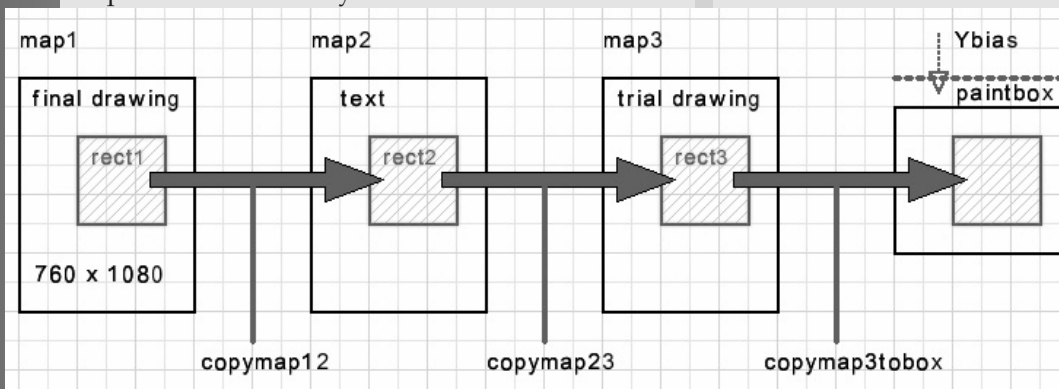 map1
map2
map3
Ybias
final drawing
text
trial drawing
paintbox
rect1
rect2
rect3
760 x 1080
copymap12
copymap23
copymap3tobox